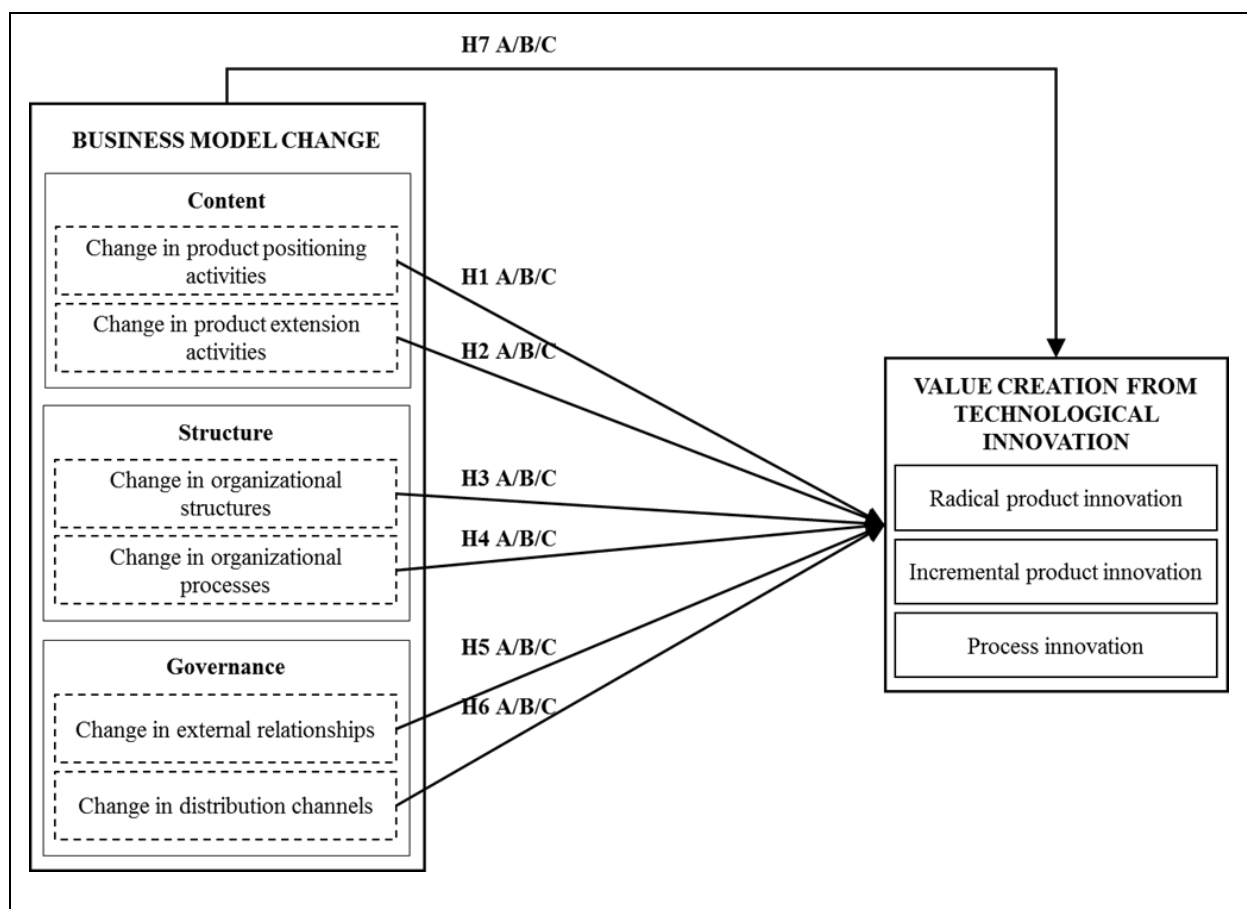 H7 A/B/C
BUSINESS MODEL CHANGE
Content
Change in product positioning
activities
Change in product extension
activities
Structure
Change in organizational
structures
Change in organizational
processes
Governance
Change in external relationships
Change in distribution channels
H1 A/B/C
H2 A/B/C
H3 A/B/C
H4 A/B/C
H5 A/B/C
H6 A/B/C
VALUE CREATION FROM
TECHNOLOGICAL
INNOVATION
Radical product innovation
Incremental product innovation
Process innovation